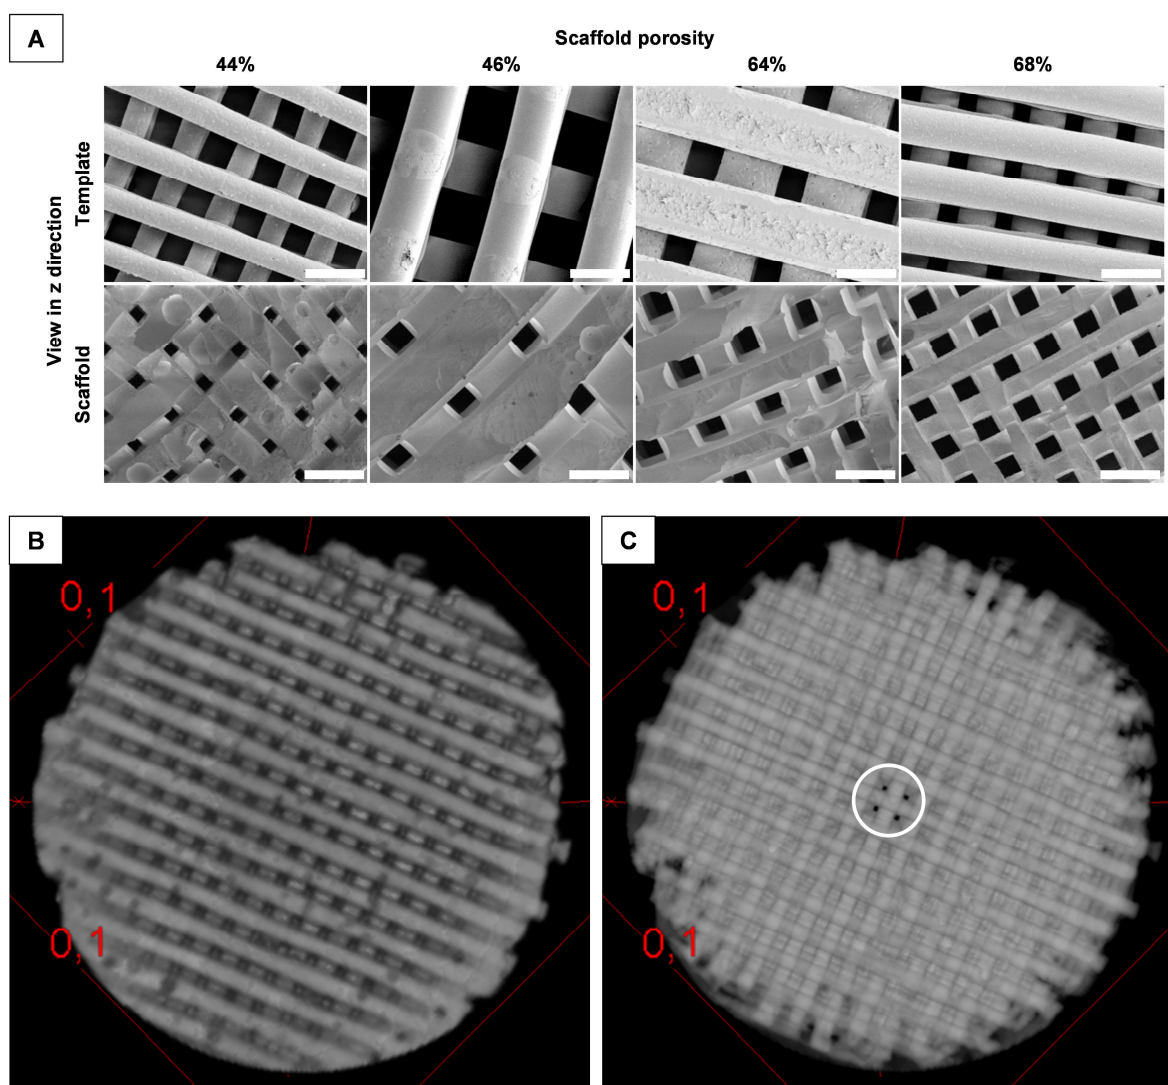 A
Scaffold porosity
44%
46%
64%
68%
View in z direction
Template
Scaffold
B
0,1
0,1
C
0,1
0,1